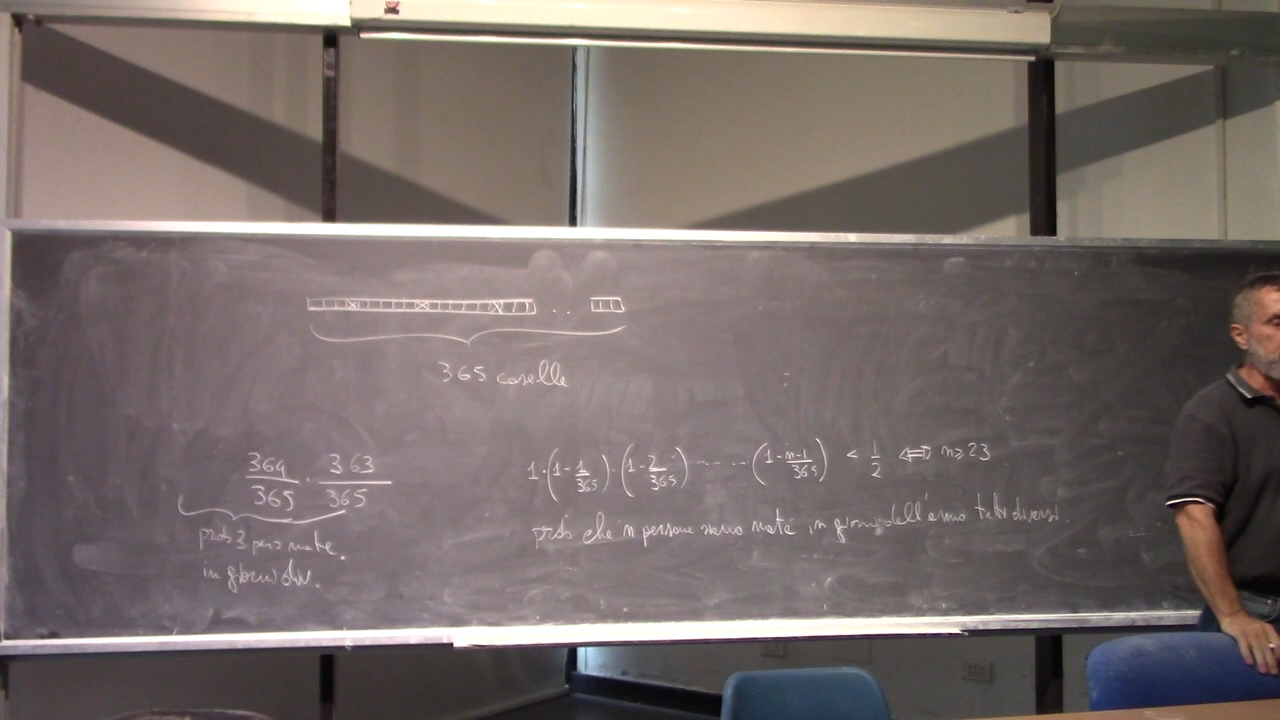 365 caselle
364/365 · 363/365
prob 3 pers nate
in giorni div.
1·(1-1/365)·(1-2/365)·-- ··(1-n-1/365) < 1/2 ⇔ n≥23
prob che n persone siano nate in giorni dell'anno tutti diversi.